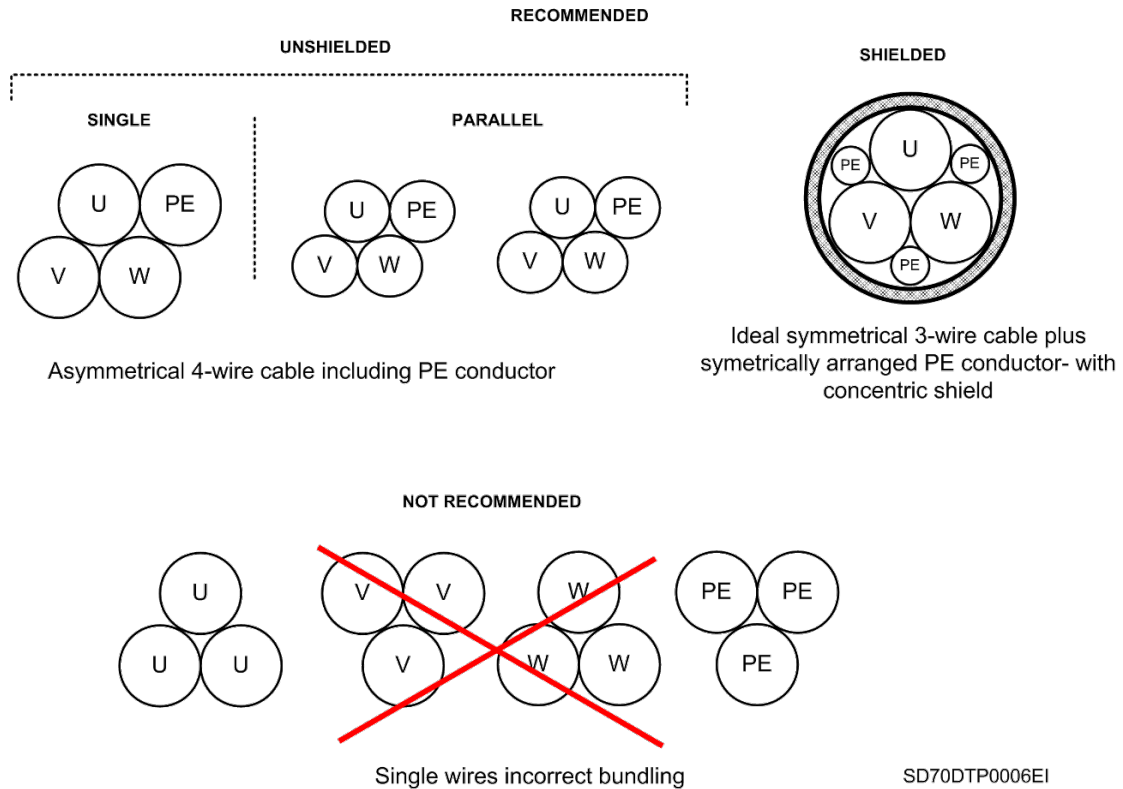 RECOMMENDED
UNSHIELDED
SHIELDED
SINGLE
PARALLEL
U PE
V W
U PE
V W
U PE
V W
U
PE PE
V W
PE
Asymmetrical 4-wire cable including PE conductor
Ideal symmetrical 3-wire cable plus
symetrically arranged PE conductor- with
concentric shield
NOT RECOMMENDED
U
U U
V V
V
W
W W
PE PE
PE
Single wires incorrect bundling
SD70DTP0006EI